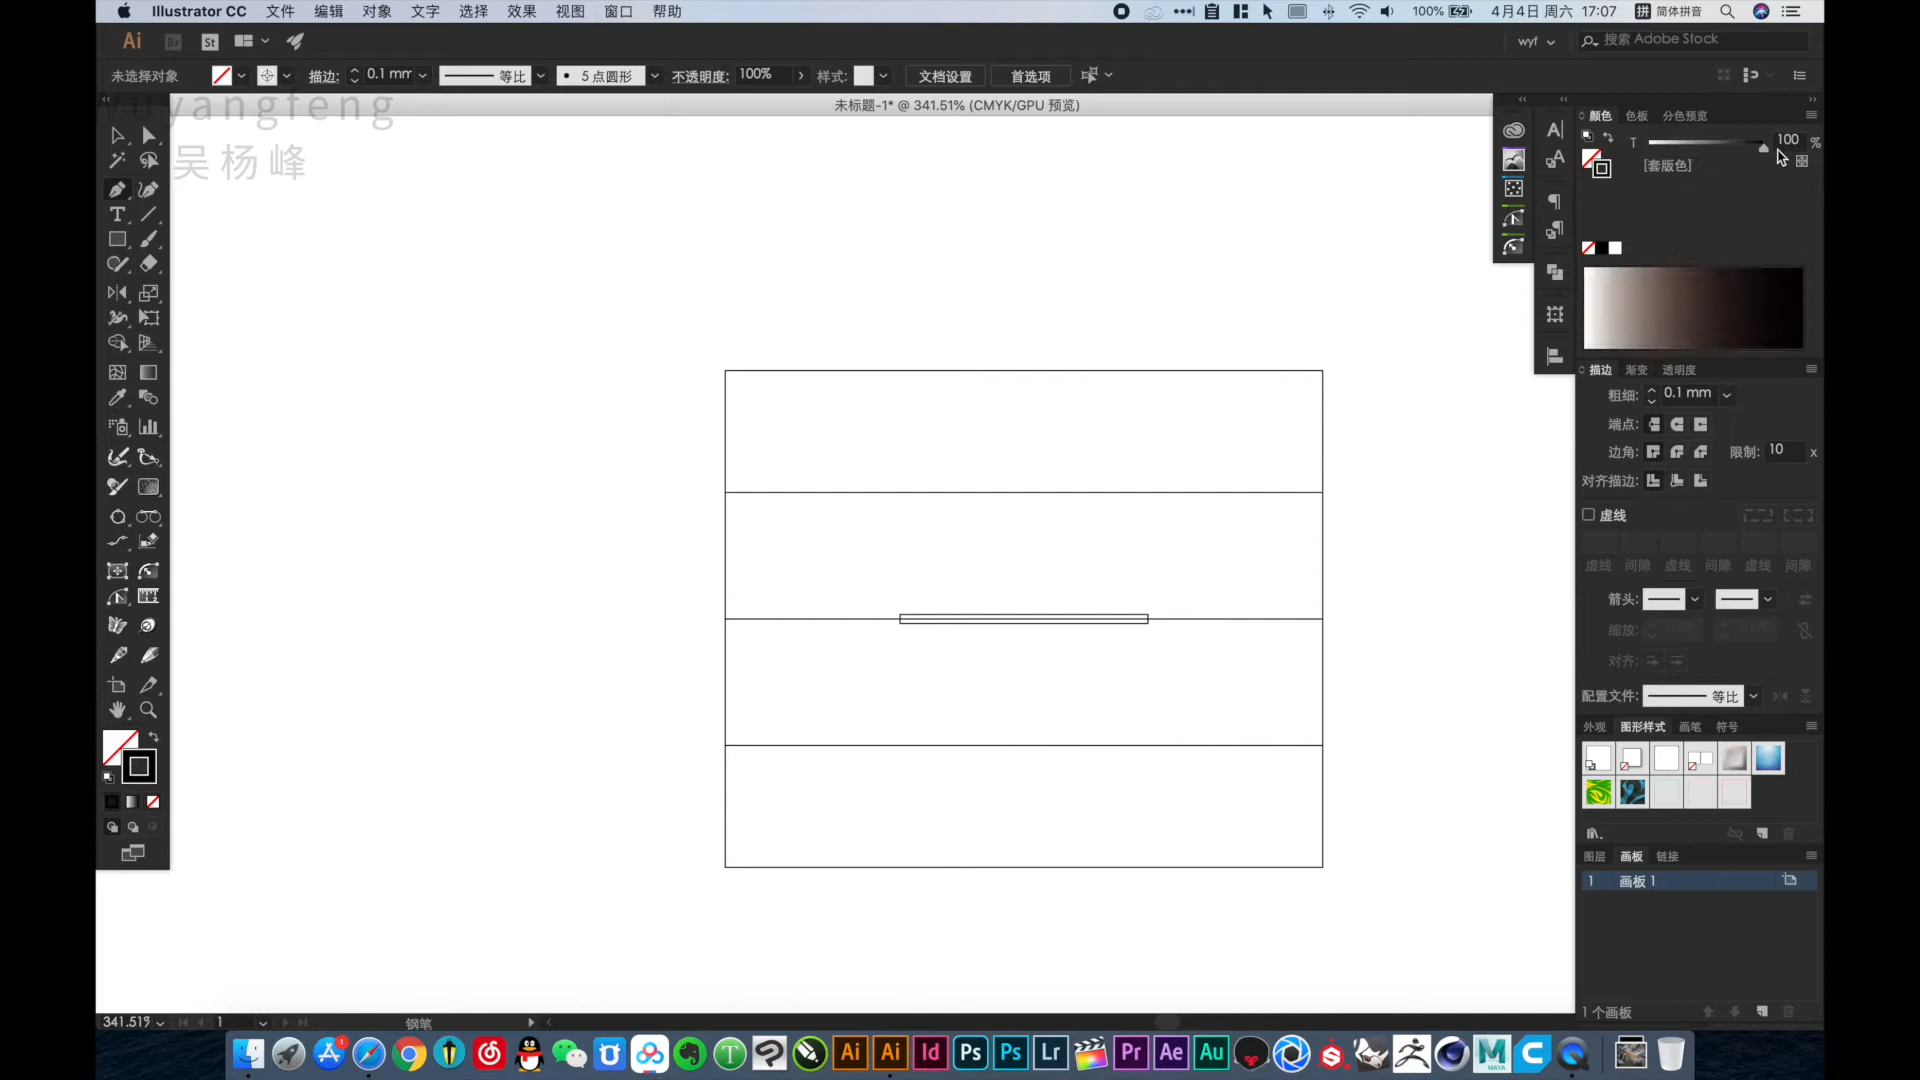 Illustrator CC 文件 编辑 对象 文字 选择 效果 视图 窗口 帮助 100% 4月4日 周六 17:07 拼 简体拼音
Ai Br St wyf 搜索 Adobe Stock
未选择对象 描边: 0.1 mm 等比 5 点圆形 不透明度: 100% 样式: 文档设置 首选项
Wuyangfeng
未标题-1* @ 341.51% (CMYK/GPU 预览)
吴杨峰
颜色 色板 分色预览
T 100 %
[套版色]
描边 渐变 透明度
粗细: 0.1 mm
端点:
边角: 限制: 10 x
对齐描边:
虚线
虚线 间隙 虚线 间隙 虚线 间隙
箭头:
缩放: 100% 100%
对齐:
配置文件: 等比
外观 图形样式 画笔 符号
图层 画板 链接
1 画板 1
1 个画板
341.51% 1 钢笔
Ai Ai Id Ps Ps Lr Pr Ae Au MAYA